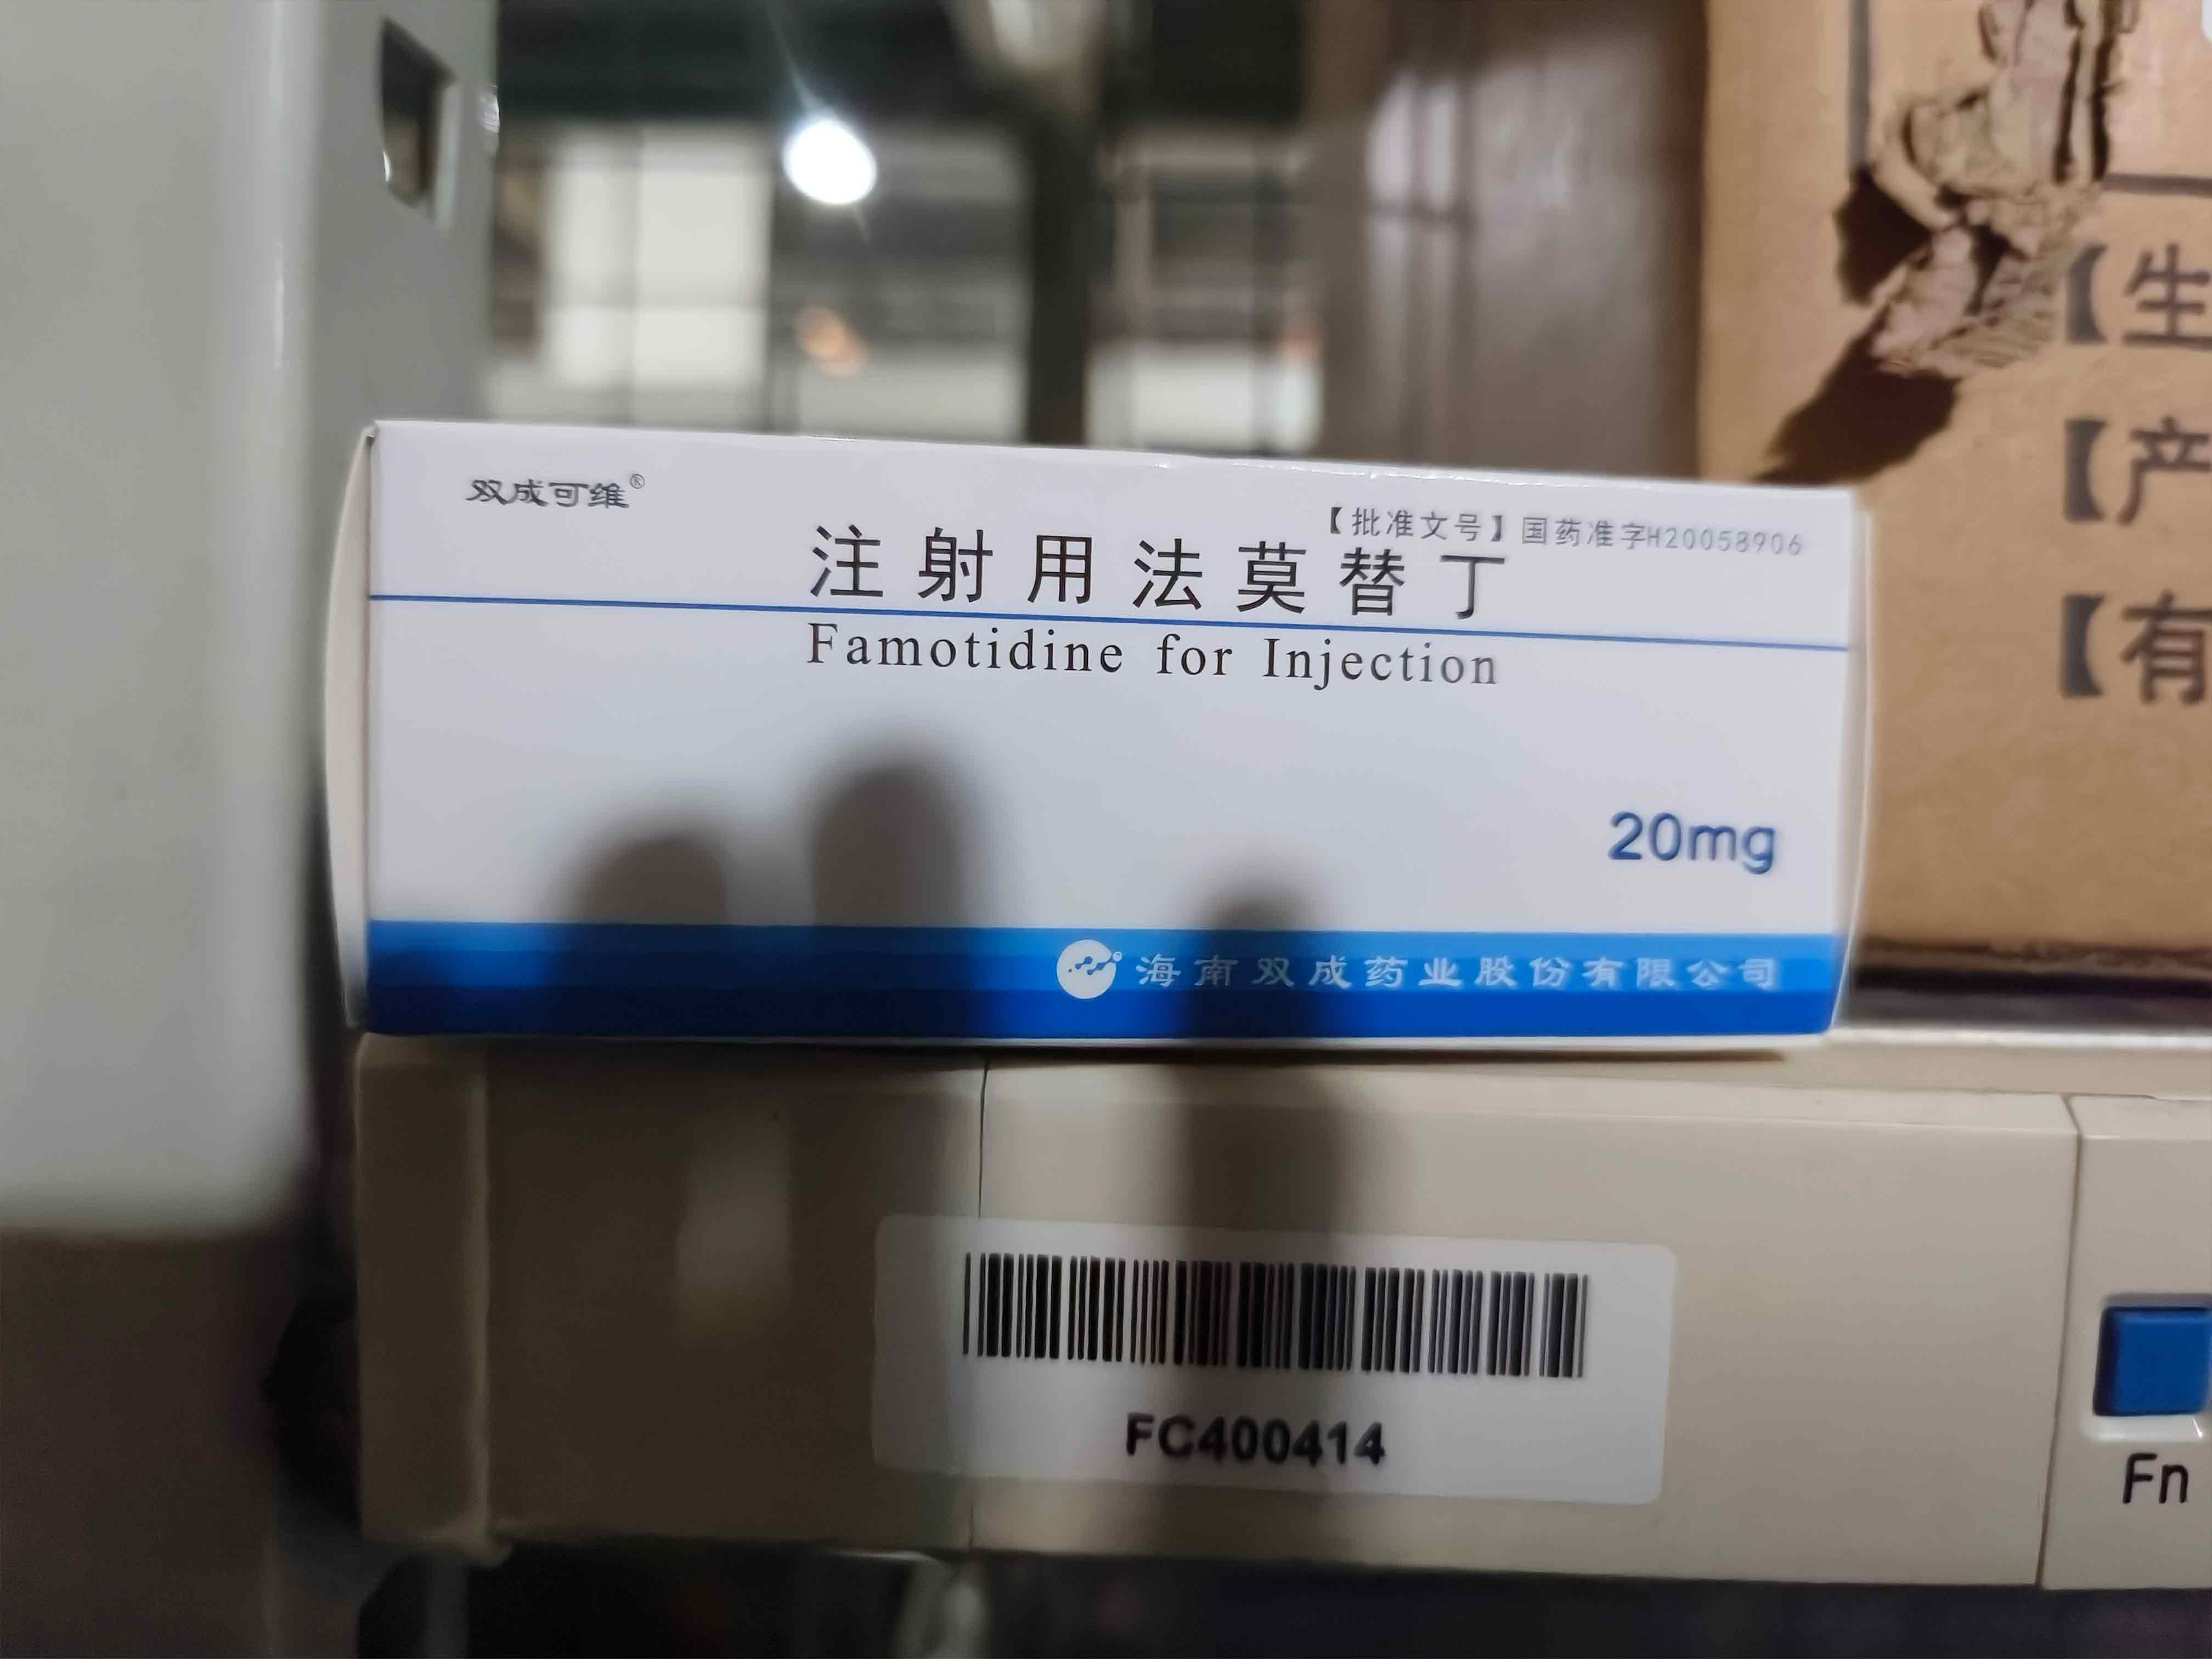 双成可维®
【批准文号】国药准字H20058906
注射用法莫替丁
Famotidine for Injection
20mg
海南双成药业股份有限公司
FC400414
Fn
【生
【产
【有